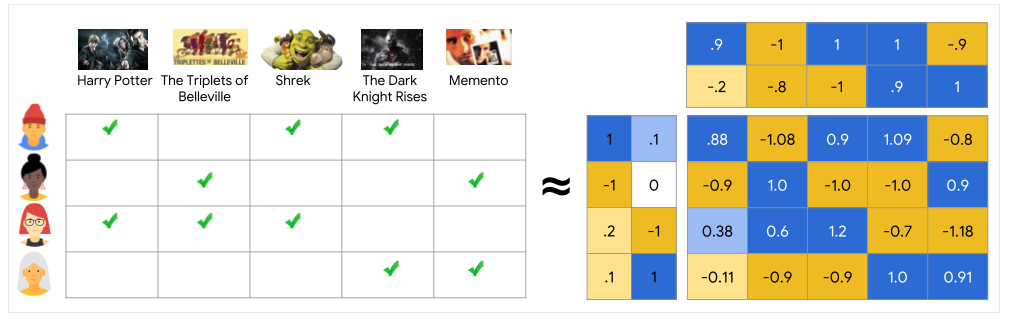 TRIPLETTES DE BELLEVILLE
Harry Potter
The Triplets of
Belleville
Shrek
The Dark
Knight Rises
Memento
≈
.9 -1 1 1 -.9
-.2 -.8 -1 .9 1
1 .1
-1 0
.2 -1
.1 1
.88 -1.08 0.9 1.09 -0.8
-0.9 1.0 -1.0 -1.0 0.9
0.38 0.6 1.2 -0.7 -1.18
-0.11 -0.9 -0.9 1.0 0.91